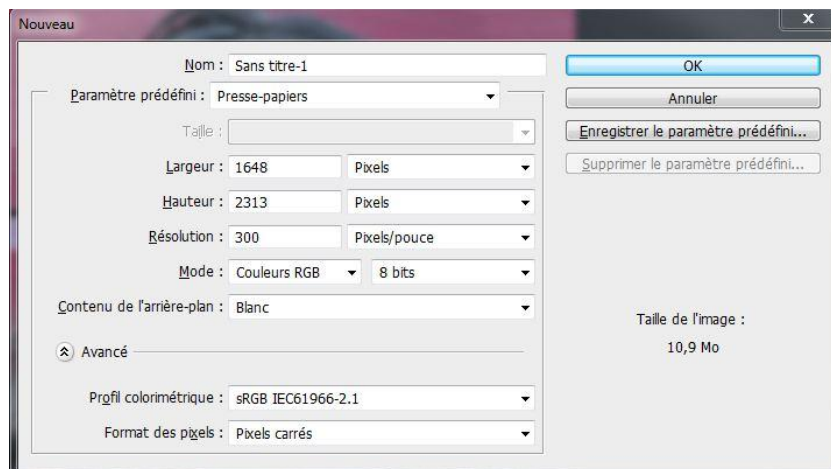 Nouveau
Nom : Sans titre-1
OK
Paramètre prédéfini : Presse-papiers
Annuler
Taille :
Enregistrer le paramètre prédéfini...
Largeur : 1648 Pixels
Supprimer le paramètre prédéfini...
Hauteur : 2313 Pixels
Résolution : 300 Pixels/pouce
Mode : Couleurs RGB 8 bits
Contenu de l'arrière-plan : Blanc
Taille de l'image :
10,9 Mo
Avancé
Profil colorimétrique : sRGB IEC61966-2.1
Format des pixels : Pixels carrés